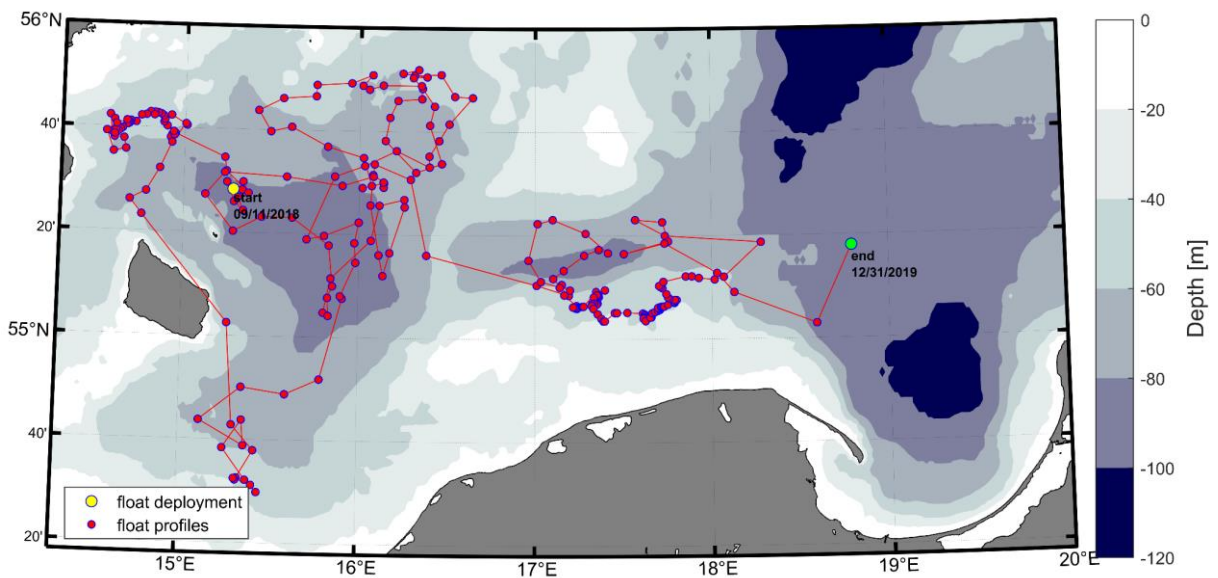 56°N
40'
20'
55°N
40'
20'
15°E
16°E
17°E
18°E
19°E
20°E
start
09/11/2018
end
12/31/2019
float deployment
float profiles
0
-20
-40
-60
-80
-100
-120
Depth [m]